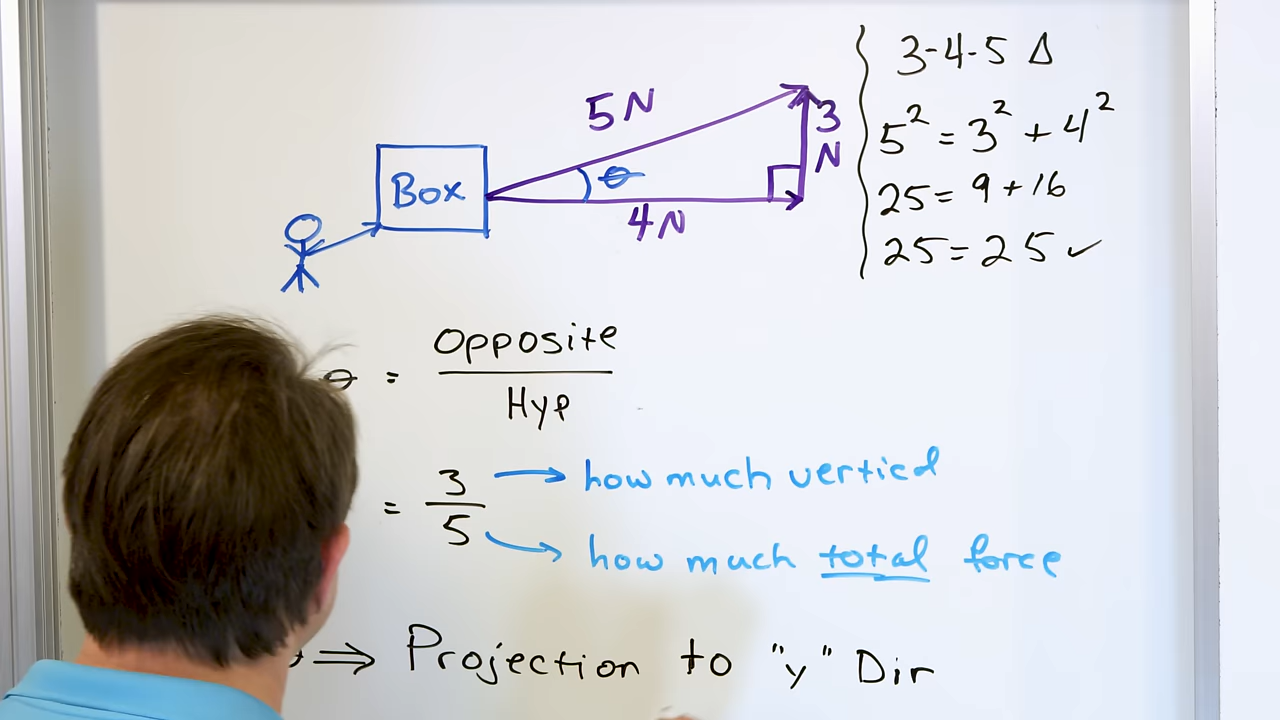 5N
3
N
Box
θ
4N
3-4-5 Δ
5² = 3² + 4²
25 = 9 + 16
25 = 25 ✓
θ = Opposite
Hyp
= 3 → how much vertical
5 → how much total force
⇒ Projection to "y" Dir